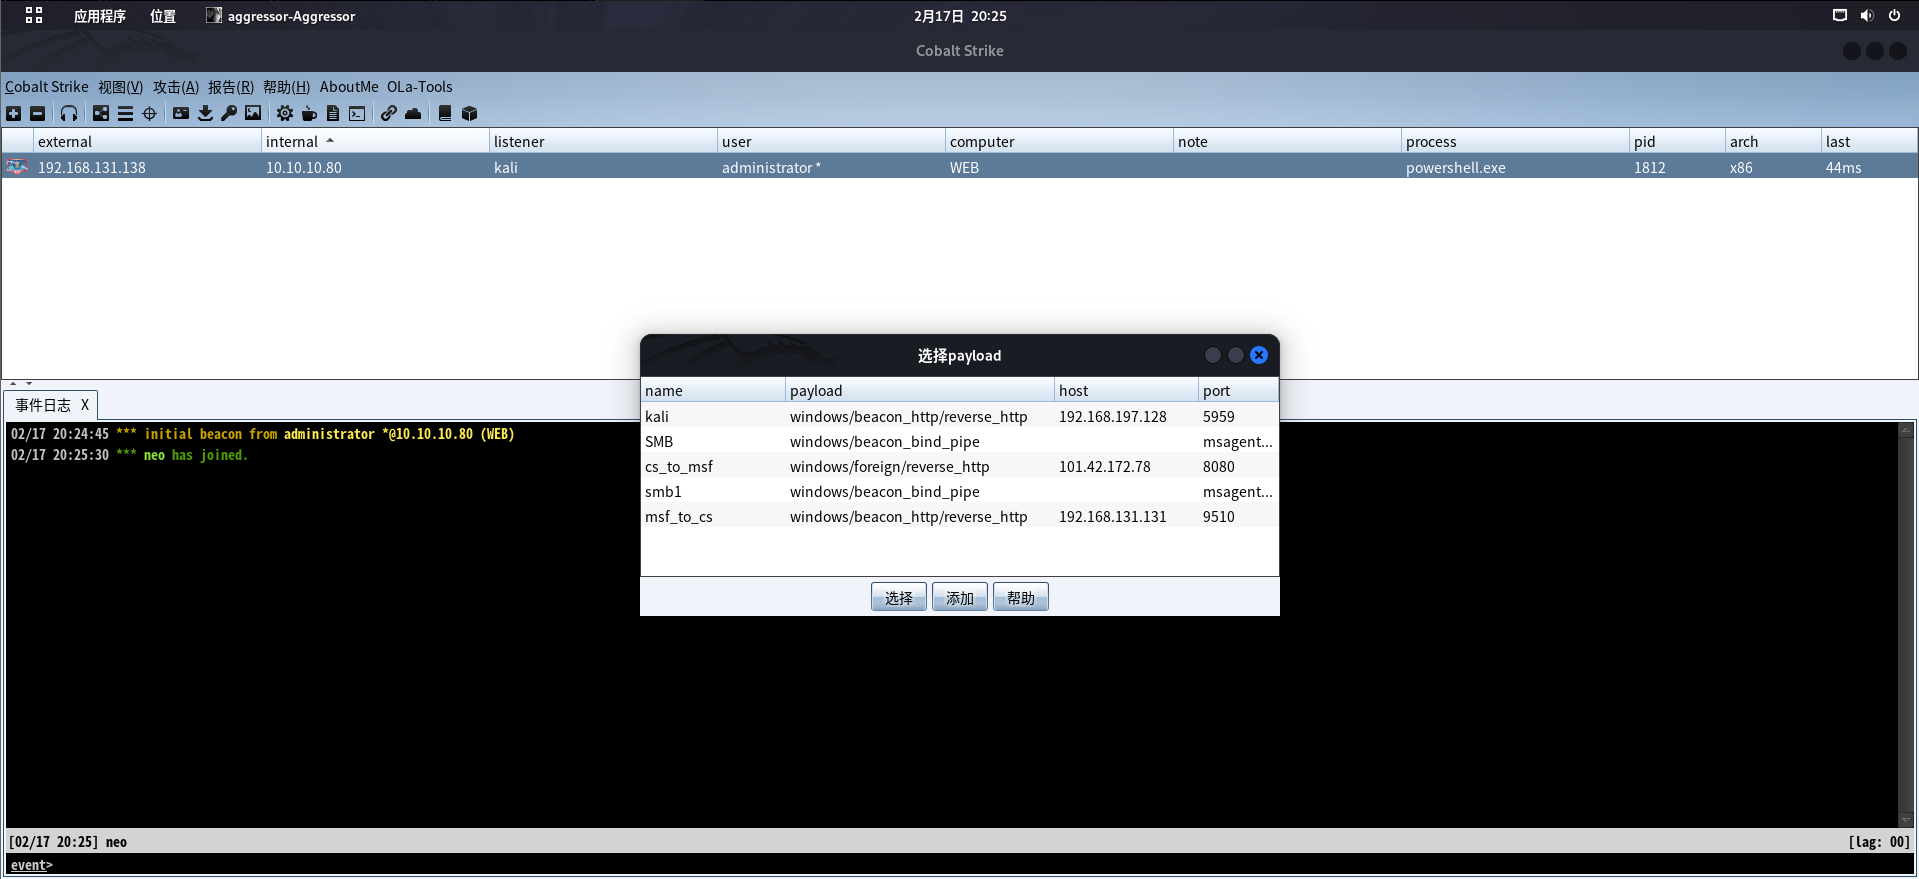 应用程序 位置 aggressor-Aggressor 2月17日 20:25
Cobalt Strike
Cobalt Strike 视图(V) 攻击(A) 报告(R) 帮助(H) AboutMe OLa-Tools
external internal listener user computer note process pid arch last
192.168.131.138 10.10.10.80 kali administrator * WEB powershell.exe 1812 x86 44ms
选择payload
name payload host port
kali windows/beacon_http/reverse_http 192.168.197.128 5959
SMB windows/beacon_bind_pipe msagent...
cs_to_msf windows/foreign/reverse_http 101.42.172.78 8080
smb1 windows/beacon_bind_pipe msagent...
msf_to_cs windows/beacon_http/reverse_http 192.168.131.131 9510
选择 添加 帮助
事件日志 X
02/17 20:24:45 *** initial beacon from administrator *@10.10.10.80 (WEB)
02/17 20:25:30 *** neo has joined.
[02/17 20:25] neo [lag: 00]
event>